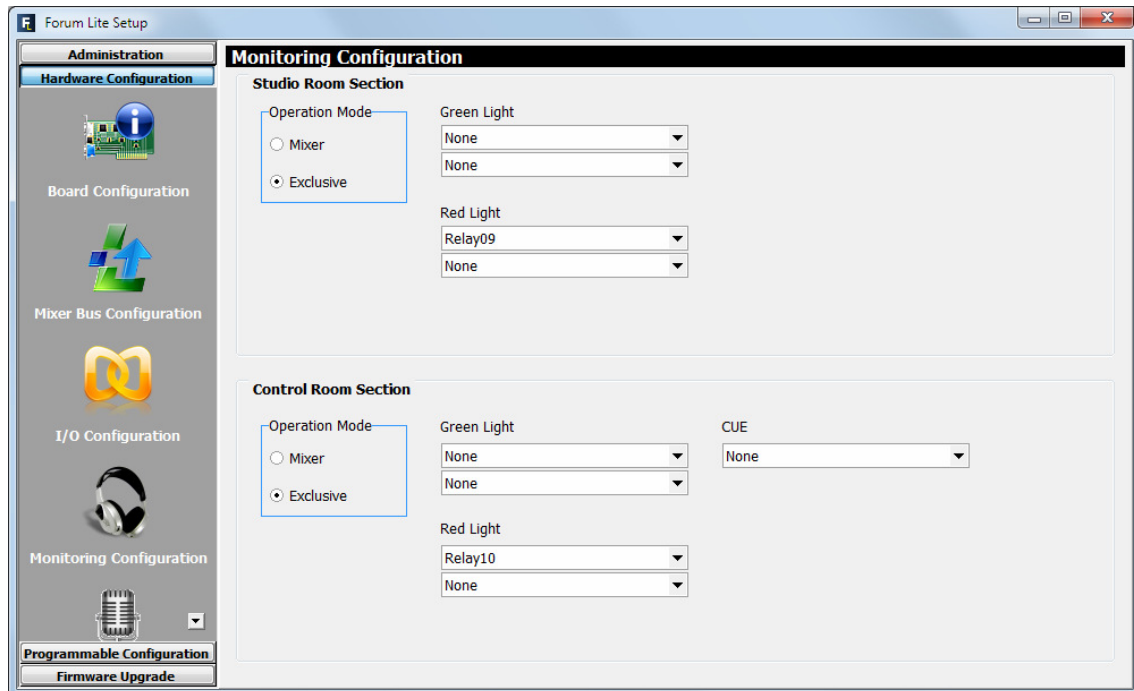 Forum Lite Setup
Administration
Hardware Configuration
Board Configuration
Mixer Bus Configuration
I/O Configuration
Monitoring Configuration
Programmable Configuration
Firmware Upgrade
Monitoring Configuration
Studio Room Section
Operation Mode
Mixer
Exclusive
Green Light
None
None
Red Light
Relay09
None
Control Room Section
Operation Mode
Mixer
Exclusive
Green Light
None
None
Red Light
Relay10
None
CUE
None